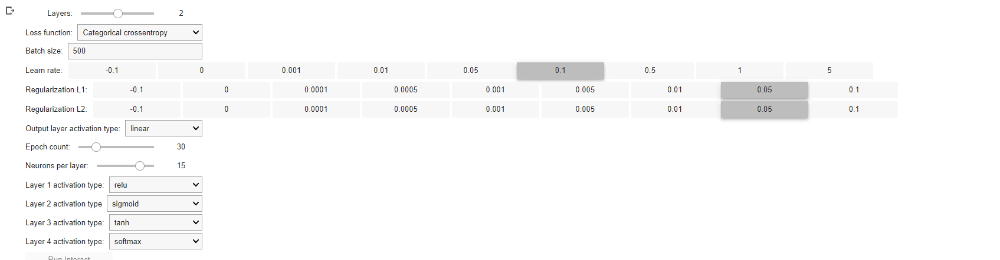 Layers: 2
Loss function: Categorical crossentropy
Batch size: 500
Learn rate: -0.1 0 0.001 0.01 0.05 0.1 0.5 1 5
Regularization L1: -0.1 0 0.0001 0.0005 0.001 0.005 0.01 0.05 0.1
Regularization L2: -0.1 0 0.0001 0.0005 0.001 0.005 0.01 0.05 0.1
Output layer activation type: linear
Epoch count: 30
Neurons per layer: 15
Layer 1 activation type: relu
Layer 2 activation type sigmoid
Layer 3 activation type: tanh
Layer 4 activation type: softmax
Run Interact